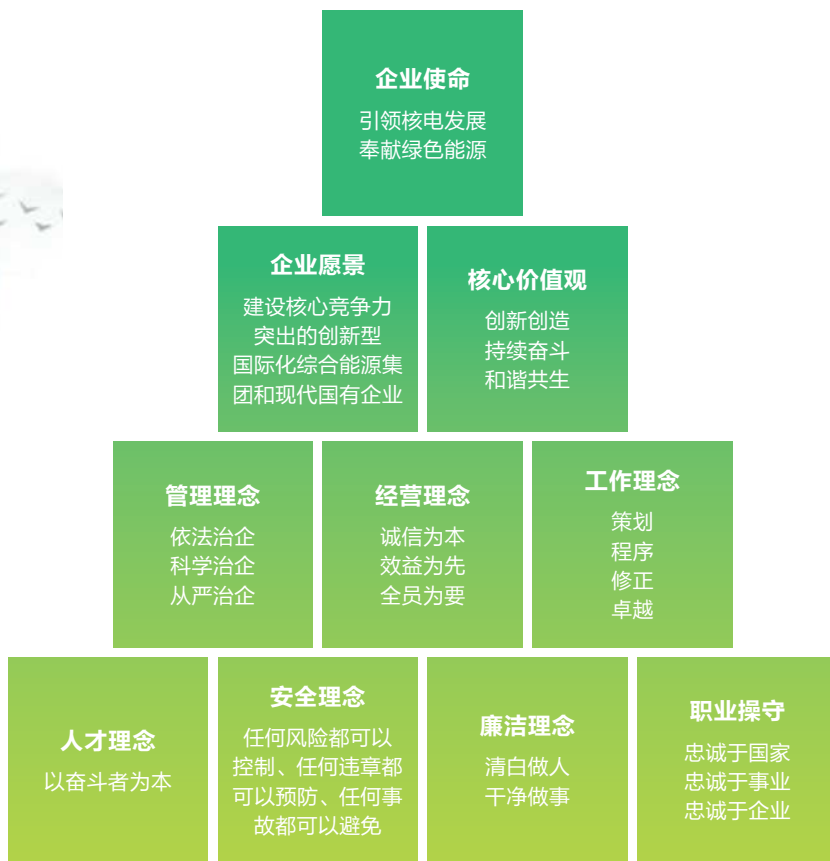 企业使命
引领核电发展
奉献绿色能源
企业愿景
建设核心竞争力
突出的创新型
国际化综合能源集
团和现代国有企业
核心价值观
创新创造
持续奋斗
和谐共生
管理理念
依法治企
科学治企
从严治企
经营理念
诚信为本
效益为先
全员为要
工作理念
策划
程序
修正
卓越
人才理念
以奋斗者为本
安全理念
任何风险都可以
控制、任何违章都
可以预防、任何事
故都可以避免
廉洁理念
清白做人
干净做事
职业操守
忠诚于国家
忠诚于事业
忠诚于企业